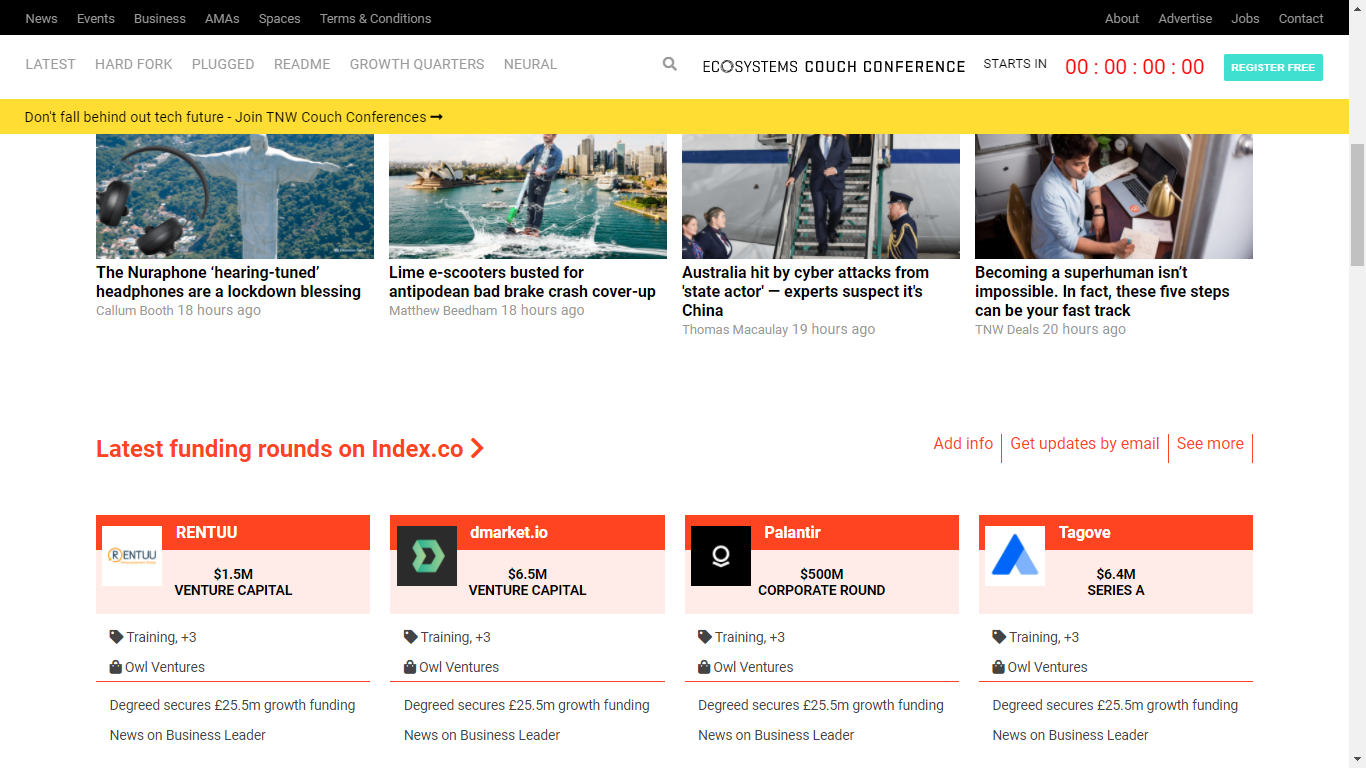 News Events Business AMAs Spaces Terms & Conditions About Advertise Jobs Contact
LATEST HARD FORK PLUGGED README GROWTH QUARTERS NEURAL ECOSYSTEMS COUCH CONFERENCE STARTS IN 00 : 00 : 00 : 00 REGISTER FREE
Don't fall behind out tech future - Join TNW Couch Conferences
The Nuraphone ‘hearing-tuned’
headphones are a lockdown blessing
Callum Booth 18 hours ago
Lime e-scooters busted for
antipodean bad brake crash cover-up
Matthew Beedham 18 hours ago
Australia hit by cyber attacks from
'state actor' — experts suspect it's
China
Thomas Macaulay 19 hours ago
Becoming a superhuman isn’t
impossible. In fact, these five steps
can be your fast track
TNW Deals 20 hours ago
Latest funding rounds on Index.co
Add info Get updates by email See more
RENTUU
RENTUU
$1.5M
VENTURE CAPITAL
Training, +3
Owl Ventures
Degreed secures £25.5m growth funding
News on Business Leader
dmarket.io
$6.5M
VENTURE CAPITAL
Training, +3
Owl Ventures
Degreed secures £25.5m growth funding
News on Business Leader
Palantir
$500M
CORPORATE ROUND
Training, +3
Owl Ventures
Degreed secures £25.5m growth funding
News on Business Leader
Tagove
$6.4M
SERIES A
Training, +3
Owl Ventures
Degreed secures £25.5m growth funding
News on Business Leader